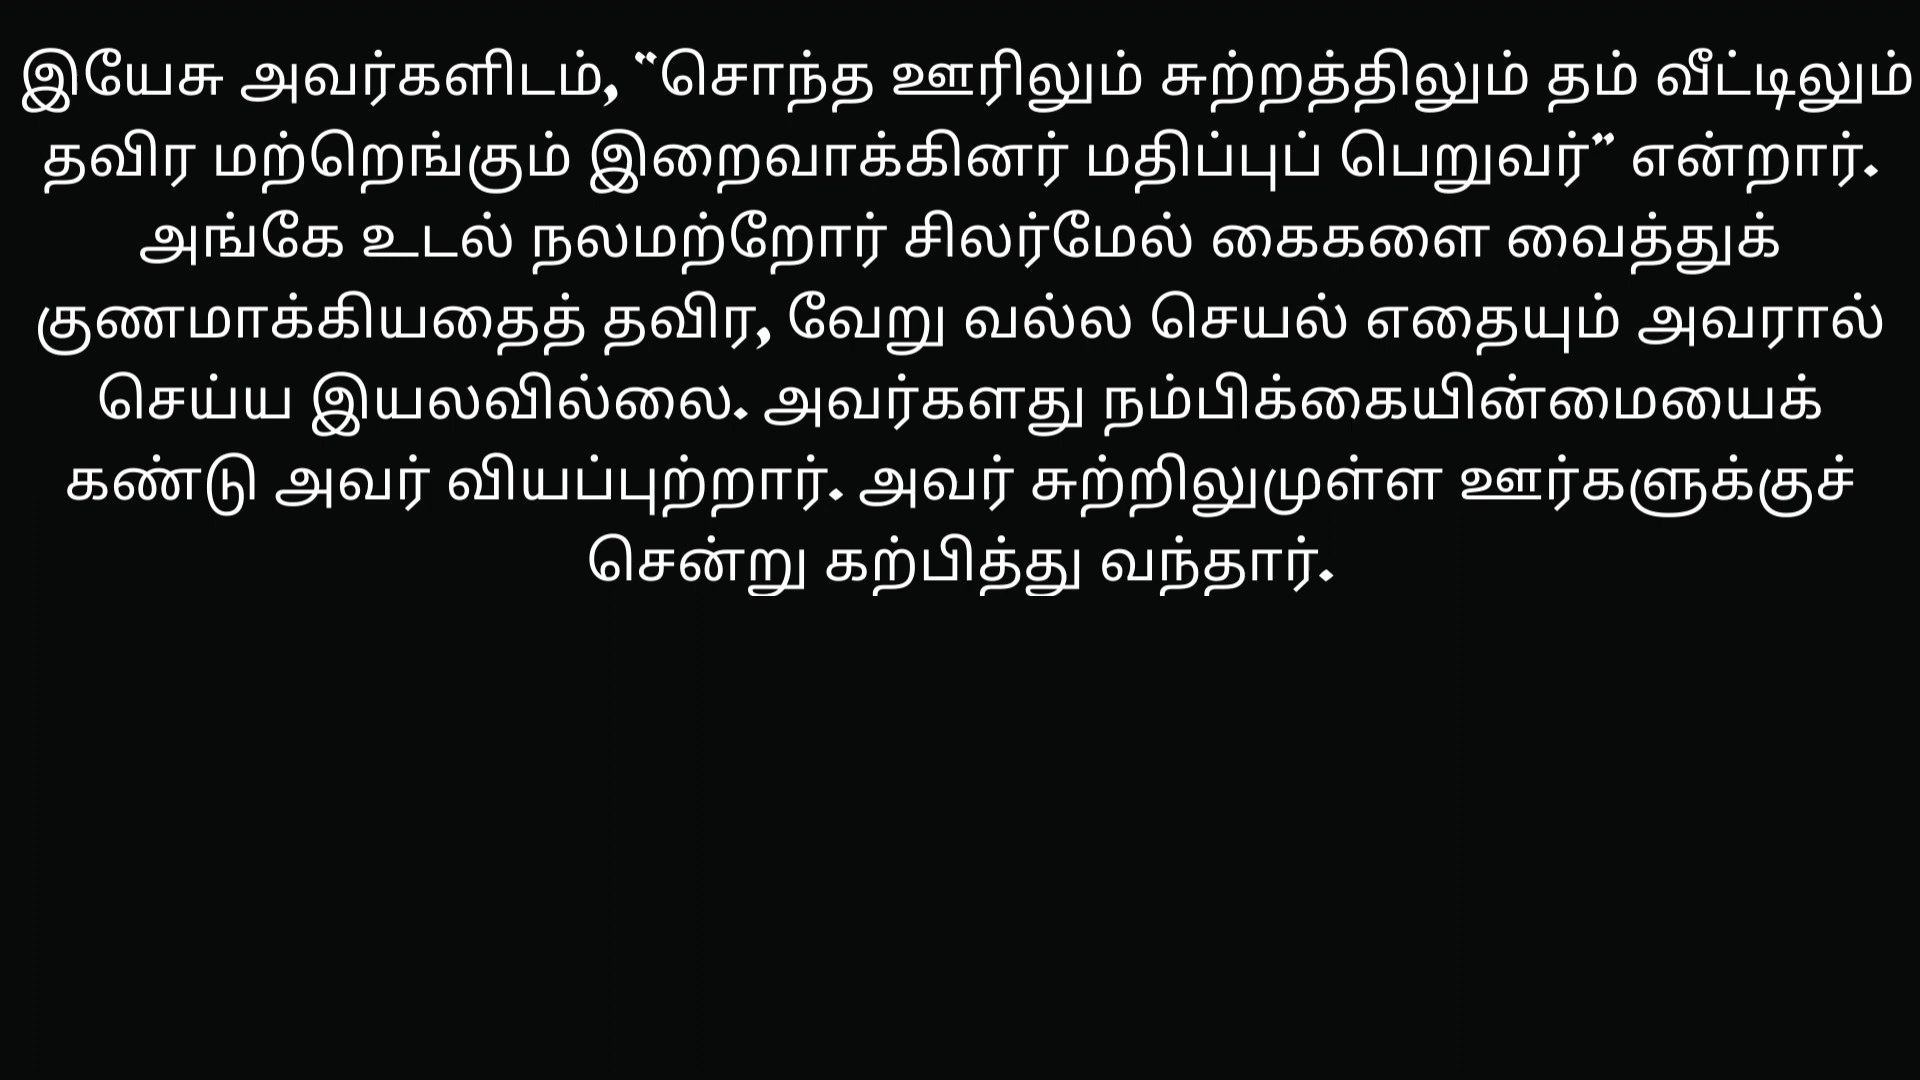 இயேசு அவர்களிடம், “சொந்த ஊரிலும் சுற்றத்திலும் தம் வீட்டிலும்
தவிர மற்றெங்கும் இறைவாக்கினர் மதிப்புப் பெறுவர்” என்றார்.
அங்கே உடல் நலமற்றோர் சிலர்மேல் கைகளை வைத்துக்
குணமாக்கியதைத் தவிர, வேறு வல்ல செயல் எதையும் அவரால்
செய்ய இயலவில்லை. அவர்களது நம்பிக்கையின்மையைக்
கண்டு அவர் வியப்புற்றார். அவர் சுற்றிலுமுள்ள ஊர்களுக்குச்
சென்று கற்பித்து வந்தார்.